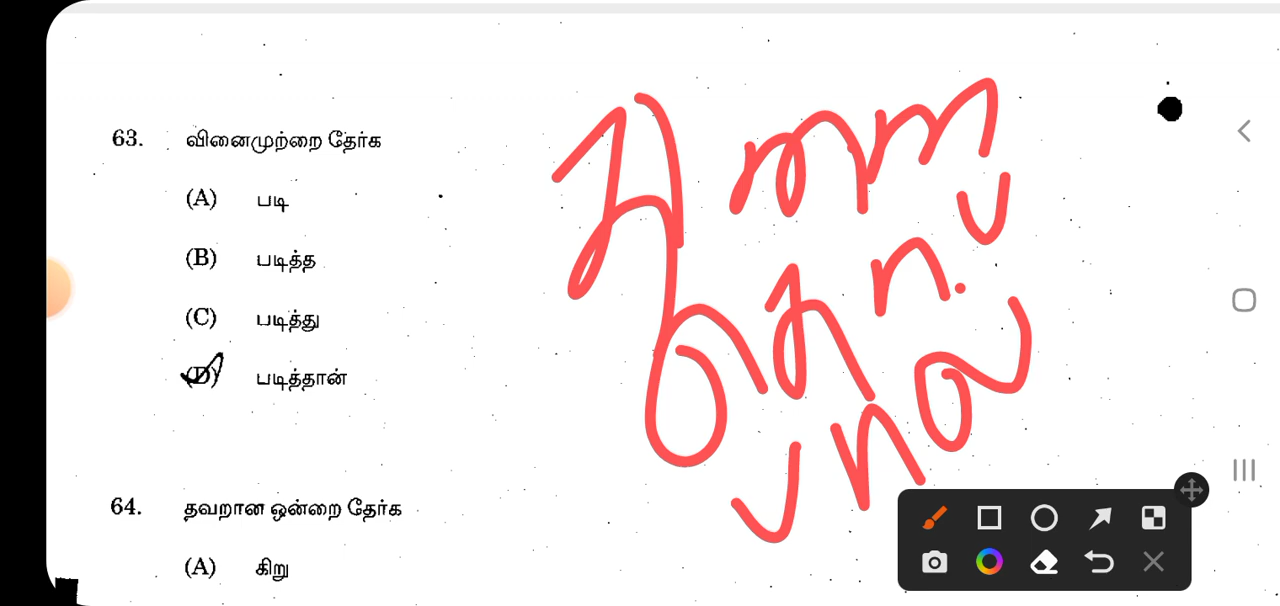 63. வினைமுற்றை தேர்க
(A) படி
(B) படித்த
(C) படித்து
(D) படித்தான்
64. தவறான ஒன்றை தேர்க
(A) கிறு